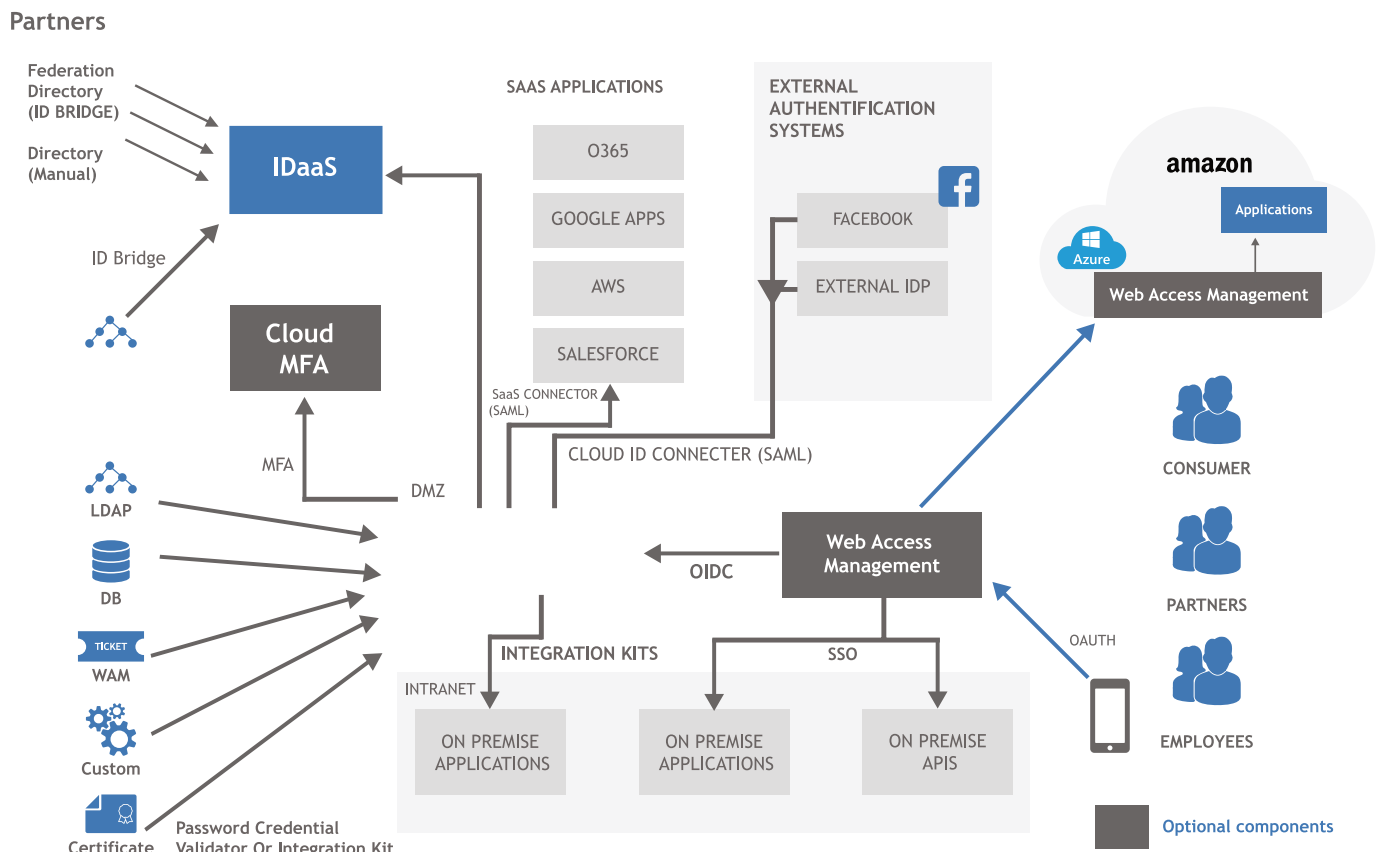 Partners
Federation
Directory
(ID BRIDGE)
Directory
(Manual)
IDaaS
ID Bridge
Cloud
MFA
MFA
DMZ
SAAS APPLICATIONS
O365
GOOGLE APPS
AWS
SALESFORCE
SaaS CONNECTOR
(SAML)
EXTERNAL
AUTHENTIFICATION
SYSTEMS
FACEBOOK
EXTERNAL IDP
CLOUD ID CONNECTER (SAML)
amazon
Applications
Azure
Web Access Management
CONSUMER
PARTNERS
EMPLOYEES
LDAP
DB
TICKET
WAM
Custom
Certificate
Password Credential
Validator Or Integration Kit
OIDC
Web Access
Management
OAUTH
INTEGRATION KITS
SSO
INTRANET
ON PREMISE
APPLICATIONS
ON PREMISE
APPLICATIONS
ON PREMISE
APIS
Optional components